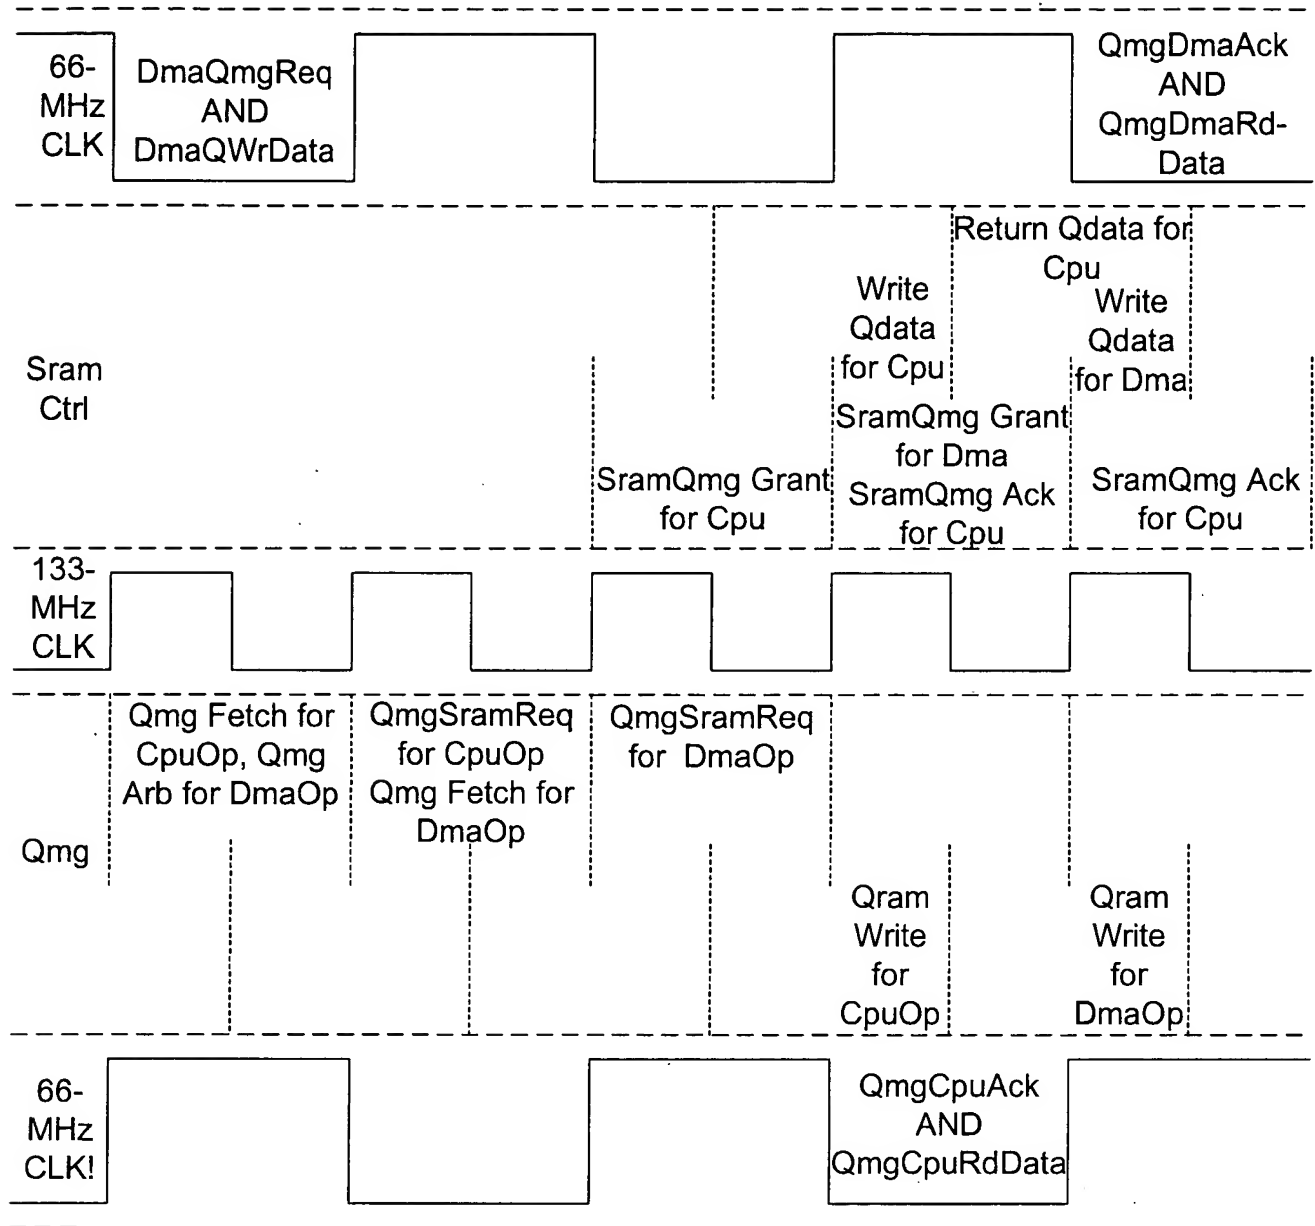 66-
MHz
CLK
DmaQmgReq
AND
DmaQWrData
QmgDmaAck
AND
QmgDmaRd-
Data
Sram
Ctrl
Return Qdata for
Cpu
Write
Qdata
for Cpu
Write
Qdata
for Dma
SramQmg Grant
for Cpu
SramQmg Grant
for Dma
SramQmg Ack
for Cpu
SramQmg Ack
for Cpu
133-
MHz
CLK
Qmg
Qmg Fetch for
CpuOp, Qmg
Arb for DmaOp
QmgSramReq
for CpuOp
Qmg Fetch for
DmaOp
QmgSramReq
for DmaOp
Qram
Write
for
CpuOp
Qram
Write
for
DmaOp
66-
MHz
CLK!
QmgCpuAck
AND
QmgCpuRdData